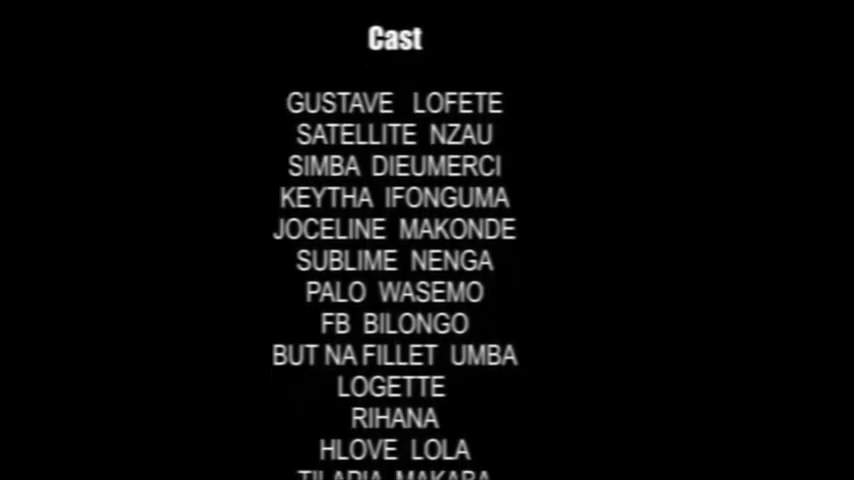 Cast
GUSTAVE LOFETE
SATELLITE NZAU
SIMBA DIEUMERCI
KEYTHA IFONGUMA
JOCELINE MAKONDE
SUBLIME NENGA
PALO WASEMO
FB BILONGO
BUT NA FILLET UMBA
LOGETTE
RIHANA
HLOVE LOLA